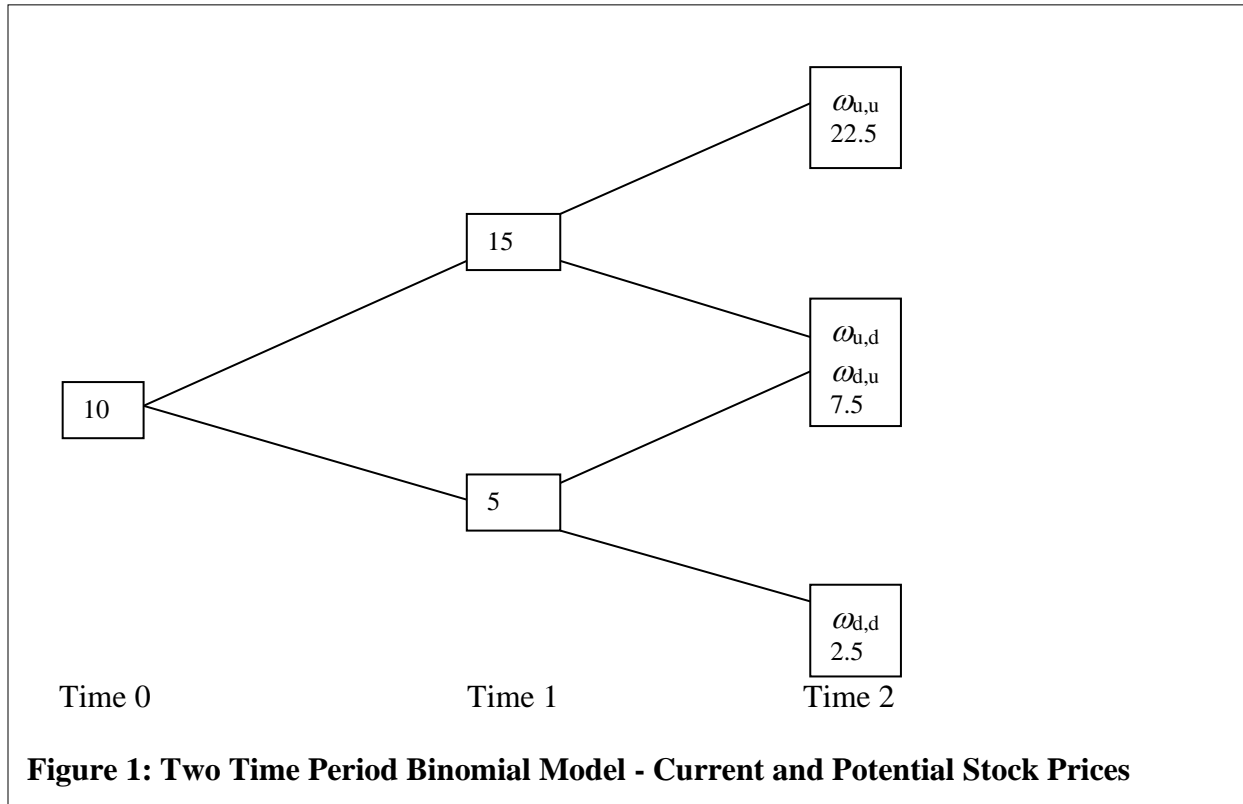 ωu,u
22.5
15
ωu,d
ωd,u
7.5
10
5
ωd,d
2.5
Time 0 Time 1 Time 2
Figure 1: Two Time Period Binomial Model - Current and Potential Stock Prices